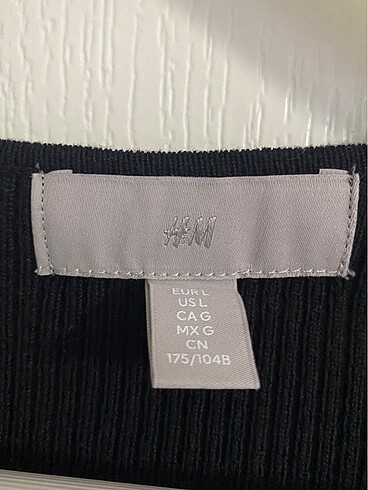 H&M
EUR L
US L
CA G
MX G
CN
175/104B